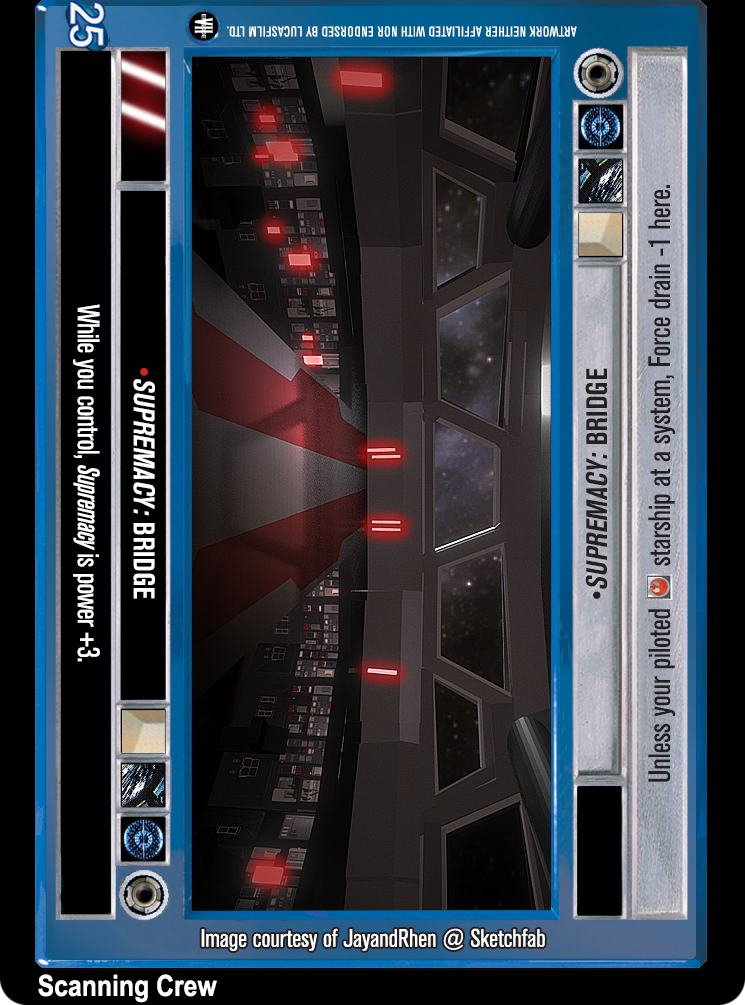 25
ARTWORK NEITHER AFFILIATED WITH NOR ENDORSED BY LUCASFILM LTD.
While you control, Supremacy is power +3.
•SUPREMACY: BRIDGE
•SUPREMACY: BRIDGE
Unless your piloted starship at a system, Force drain -1 here.
Image courtesy of JayandRhen @ Sketchfab
Scanning Crew